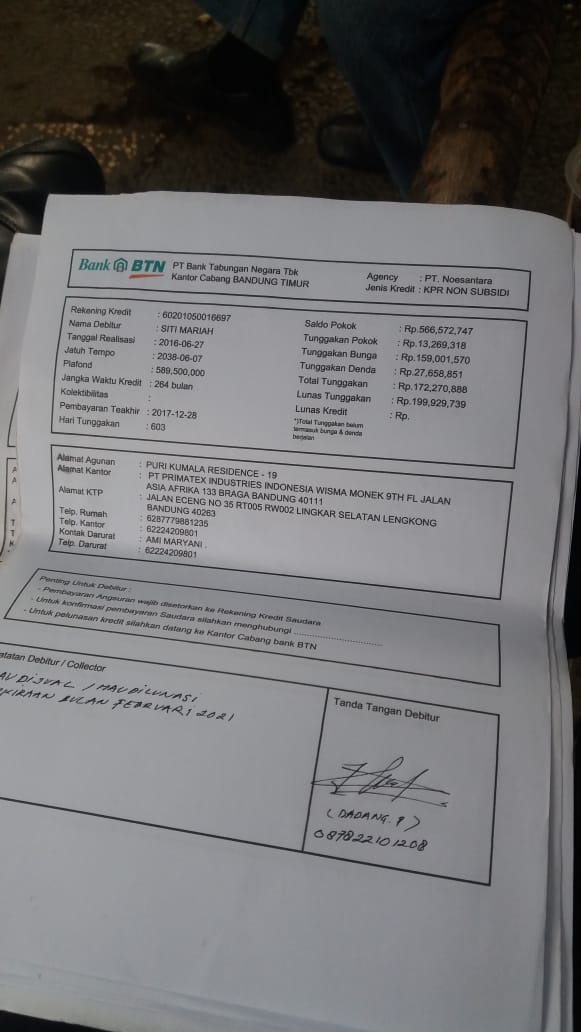 Bank BTN
PT Bank Tabungan Negara Tbk
Kantor Cabang BANDUNG TIMUR
Agency : PT. Noesantara
Jenis Kredit : KPR NON SUBSIDI
Rekening Kredit : 60201050016697
Nama Debitur : SITI MARIAH
Tanggal Realisasi : 2016-06-27
Jatuh Tempo : 2038-06-07
Plafond : 589,500,000
Jangka Waktu Kredit : 264 bulan
Kolektibilitas :
Pembayaran Teakhir : 2017-12-28
Hari Tunggakan : 603
Saldo Pokok : Rp.566,572,747
Tunggakan Pokok : Rp.13,269,318
Tunggakan Bunga : Rp.159,001,570
Tunggakan Denda : Rp.27,658,851
Total Tunggakan : Rp.172,270,888
Lunas Tunggakan : Rp.199,929,739
Lunas Kredit : Rp.
*)Total Tunggakan belum
termasuk bunga & denda
berjalan
Alamat Agunan : PURI KUMALA RESIDENCE - 19
Alamat Kantor : PT PRIMATEX INDUSTRIES INDONESIA WISMA MONEK 9TH FL JALAN
ASIA AFRIKA 133 BRAGA BANDUNG 40111
Alamat KTP : JALAN ECENG NO 35 RT005 RW002 LINGKAR SELATAN LENGKONG
BANDUNG 40263
Telp. Rumah : 6287779881235
Telp. Kantor : 62224209801
Kontak Darurat : AMI MARYANI .
Telp. Darurat : 62224209801
Penting Untuk Debitur :
- Pembayaran Angsuran wajib disetorkan ke Rekening Kredit Saudara
- Untuk konfirmasi pembayaran Saudara silahkan menghubungi ..............................
- Untuk pelunasan kredit silahkan datang ke Kantor Cabang bank BTN
atatan Debitur / Collector
AU DIJUAL / MAU DILUNASI
KIRAAN BULAN FEBRUARI 2021
Tanda Tangan Debitur
(DADANG. P)
087822101208